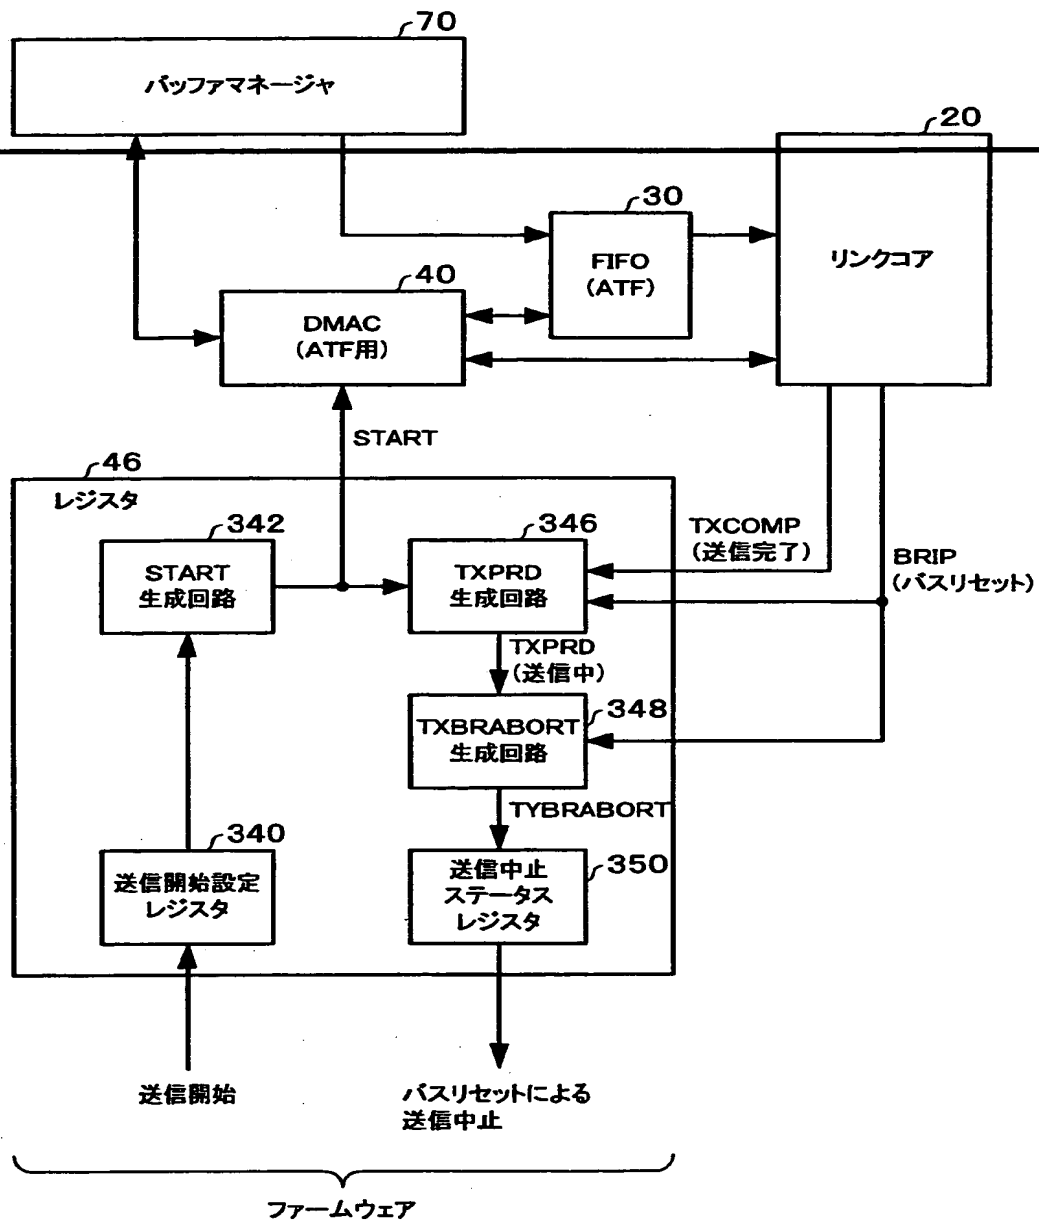 70
バッファマネージャ
20
リンクコア
30
FIFO
(ATF)
40
DMAC
(ATF用)
START
46
レジスタ
342
START
生成回路
346
TXPRD
生成回路
TXCOMP
(送信完了)
BRIP
(バスリセット)
TXPRD
(送信中)
348
TXBRABORT
生成回路
TYBRABORT
340
送信開始設定
レジスタ
350
送信中止
ステータス
レジスタ
送信開始
バスリセットによる
送信中止
ファームウェア